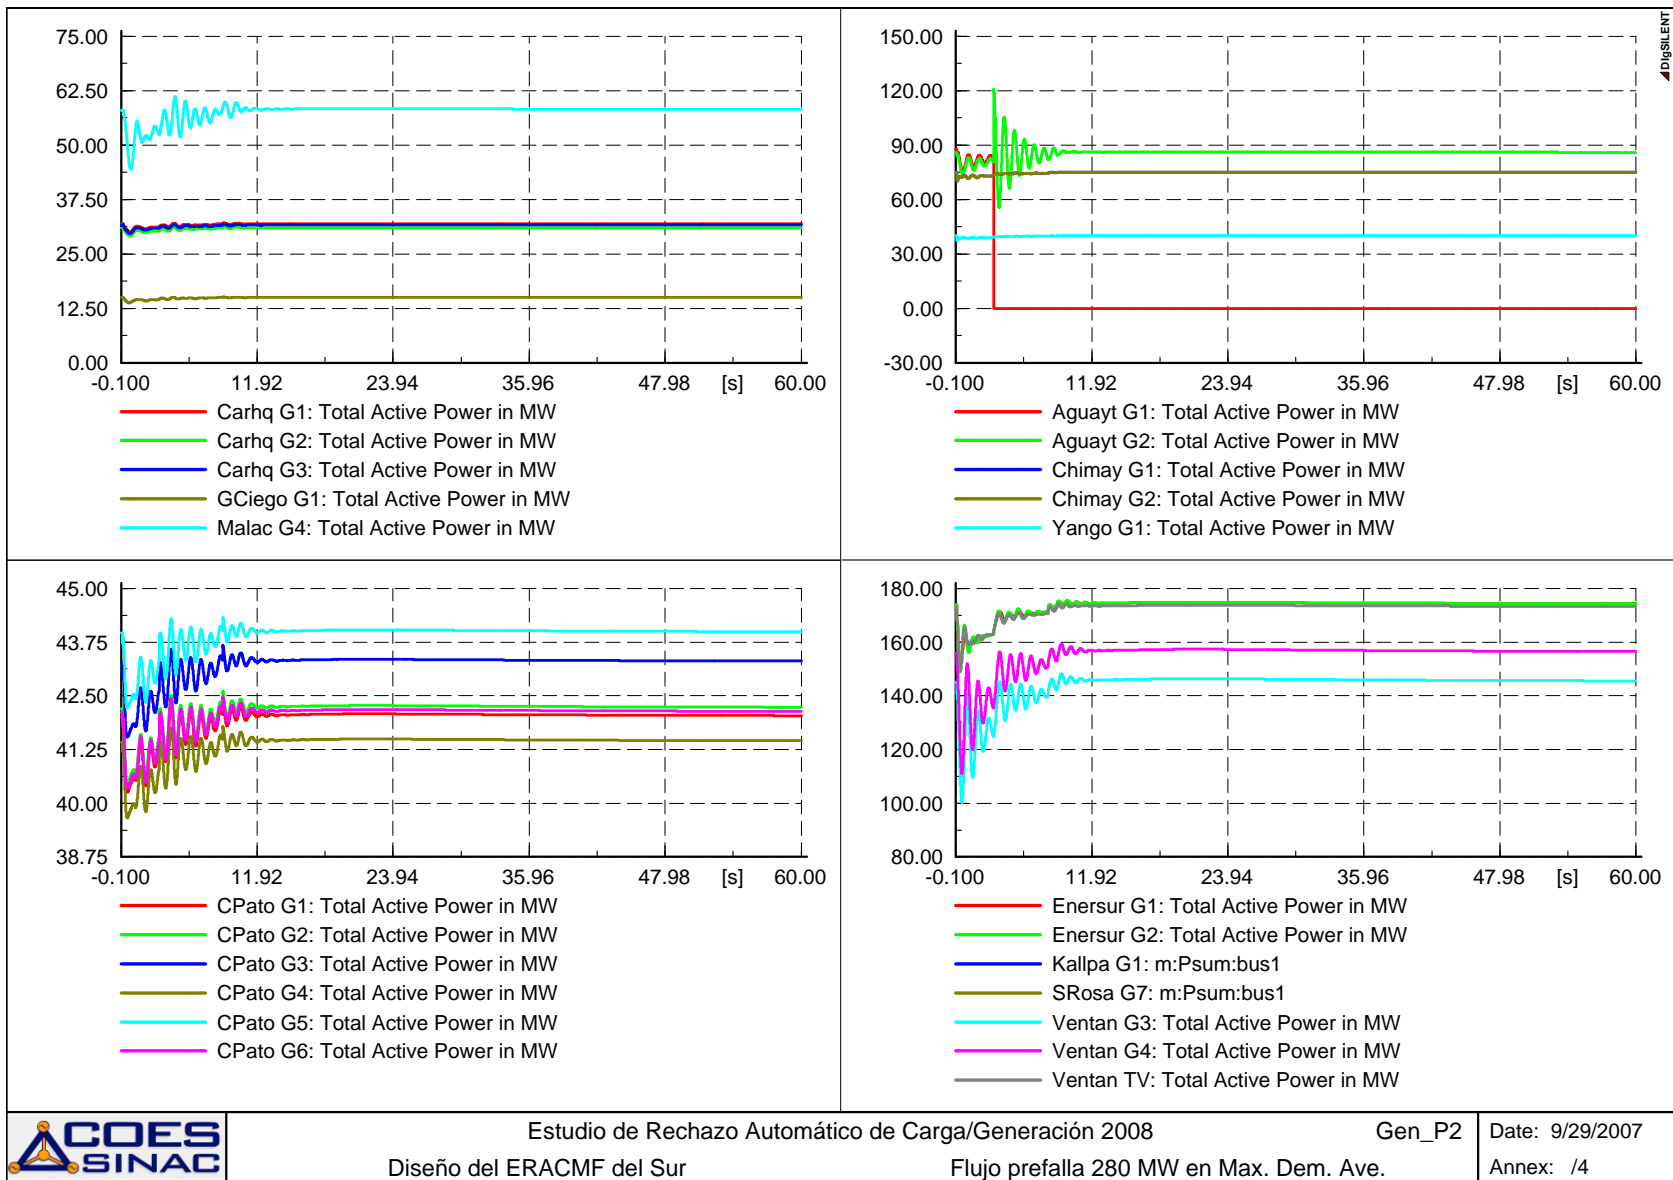 DIgSILENT
75.00
62.50
50.00
37.50
25.00
12.50
0.00
-0.100 11.92 23.94 35.96 47.98 [s] 60.00
Carhq G1: Total Active Power in MW
Carhq G2: Total Active Power in MW
Carhq G3: Total Active Power in MW
GCiego G1: Total Active Power in MW
Malac G4: Total Active Power in MW
150.00
120.00
90.00
60.00
30.00
0.00
-30.00
-0.100 11.92 23.94 35.96 47.98 [s] 60.00
Aguayt G1: Total Active Power in MW
Aguayt G2: Total Active Power in MW
Chimay G1: Total Active Power in MW
Chimay G2: Total Active Power in MW
Yango G1: Total Active Power in MW
45.00
43.75
42.50
41.25
40.00
38.75
-0.100 11.92 23.94 35.96 47.98 [s] 60.00
CPato G1: Total Active Power in MW
CPato G2: Total Active Power in MW
CPato G3: Total Active Power in MW
CPato G4: Total Active Power in MW
CPato G5: Total Active Power in MW
CPato G6: Total Active Power in MW
180.00
160.00
140.00
120.00
100.00
80.00
-0.100 11.92 23.94 35.96 47.98 [s] 60.00
Enersur G1: Total Active Power in MW
Enersur G2: Total Active Power in MW
Kallpa G1: m:Psum:bus1
SRosa G7: m:Psum:bus1
Ventan G3: Total Active Power in MW
Ventan G4: Total Active Power in MW
Ventan TV: Total Active Power in MW
COES
SINAC
Estudio de Rechazo Automático de Carga/Generación 2008 Gen_P2
Diseño del ERACMF del Sur Flujo prefalla 280 MW en Max. Dem. Ave.
Date: 9/29/2007
Annex: /4